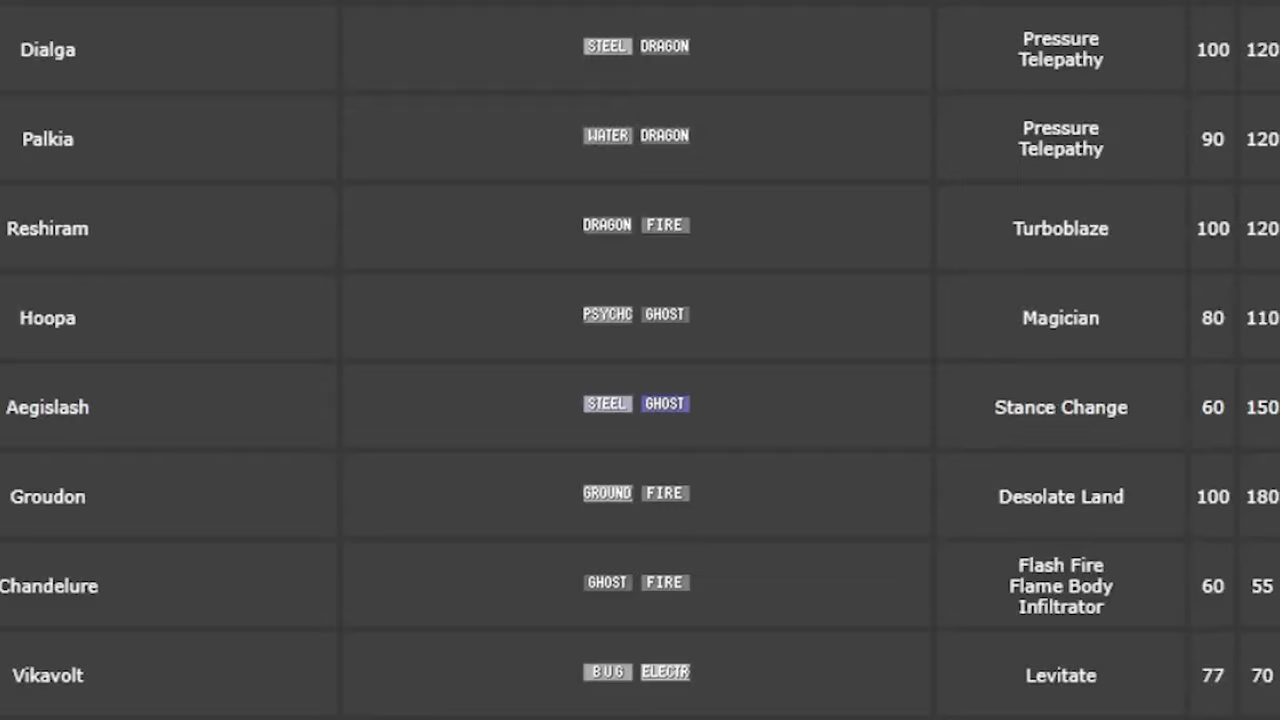 Dialga STEEL DRAGON Pressure Telepathy 100 120
Palkia WATER DRAGON Pressure Telepathy 90 120
Reshiram DRAGON FIRE Turboblaze 100 120
Hoopa PSYCHC GHOST Magician 80 110
Aegislash STEEL GHOST Stance Change 60 150
Groudon GROUND FIRE Desolate Land 100 180
Chandelure GHOST FIRE Flash Fire Flame Body Infiltrator 60 55
Vikavolt BUG ELECTR Levitate 77 70